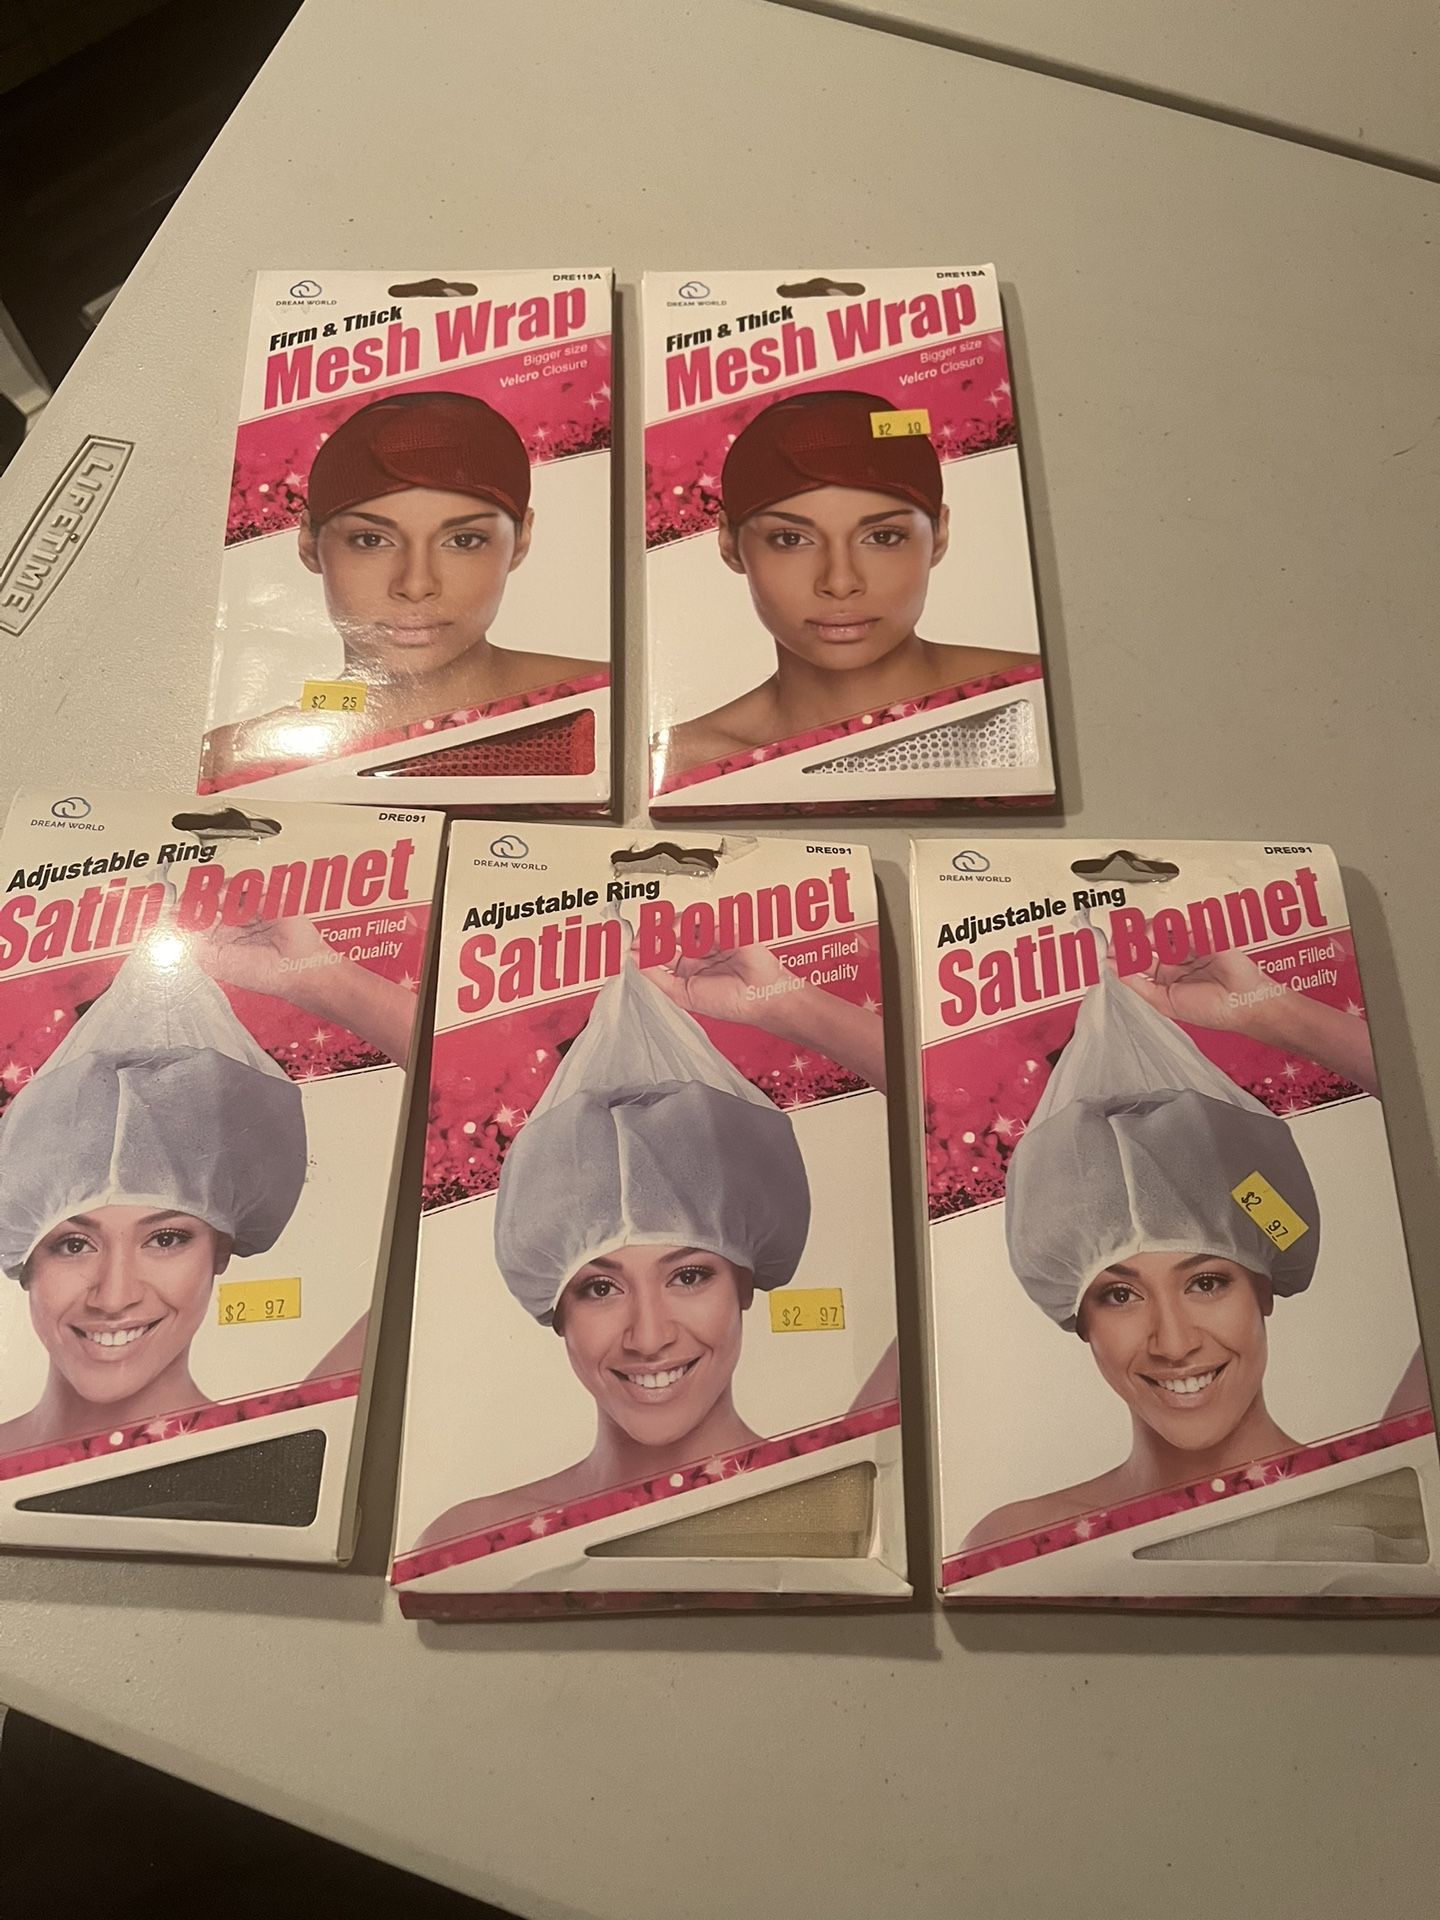 DREAM WORLD
DRE119A
Firm & Thick
Mesh Wrap
Bigger size
Velcro Closure
$2 25
DREAM WORLD
DRE119A
Firm & Thick
Mesh Wrap
Bigger size
Velcro Closure
$2 10
LIFETIME
DREAM WORLD
DRE091
Adjustable Ring
Satin Bonnet
Foam Filled
Superior Quality
$2 97
DREAM WORLD
DRE091
Adjustable Ring
Satin Bonnet
Foam Filled
Superior Quality
$2 97
DREAM WORLD
DRE091
Adjustable Ring
Satin Bonnet
Foam Filled
Superior Quality
$2 97